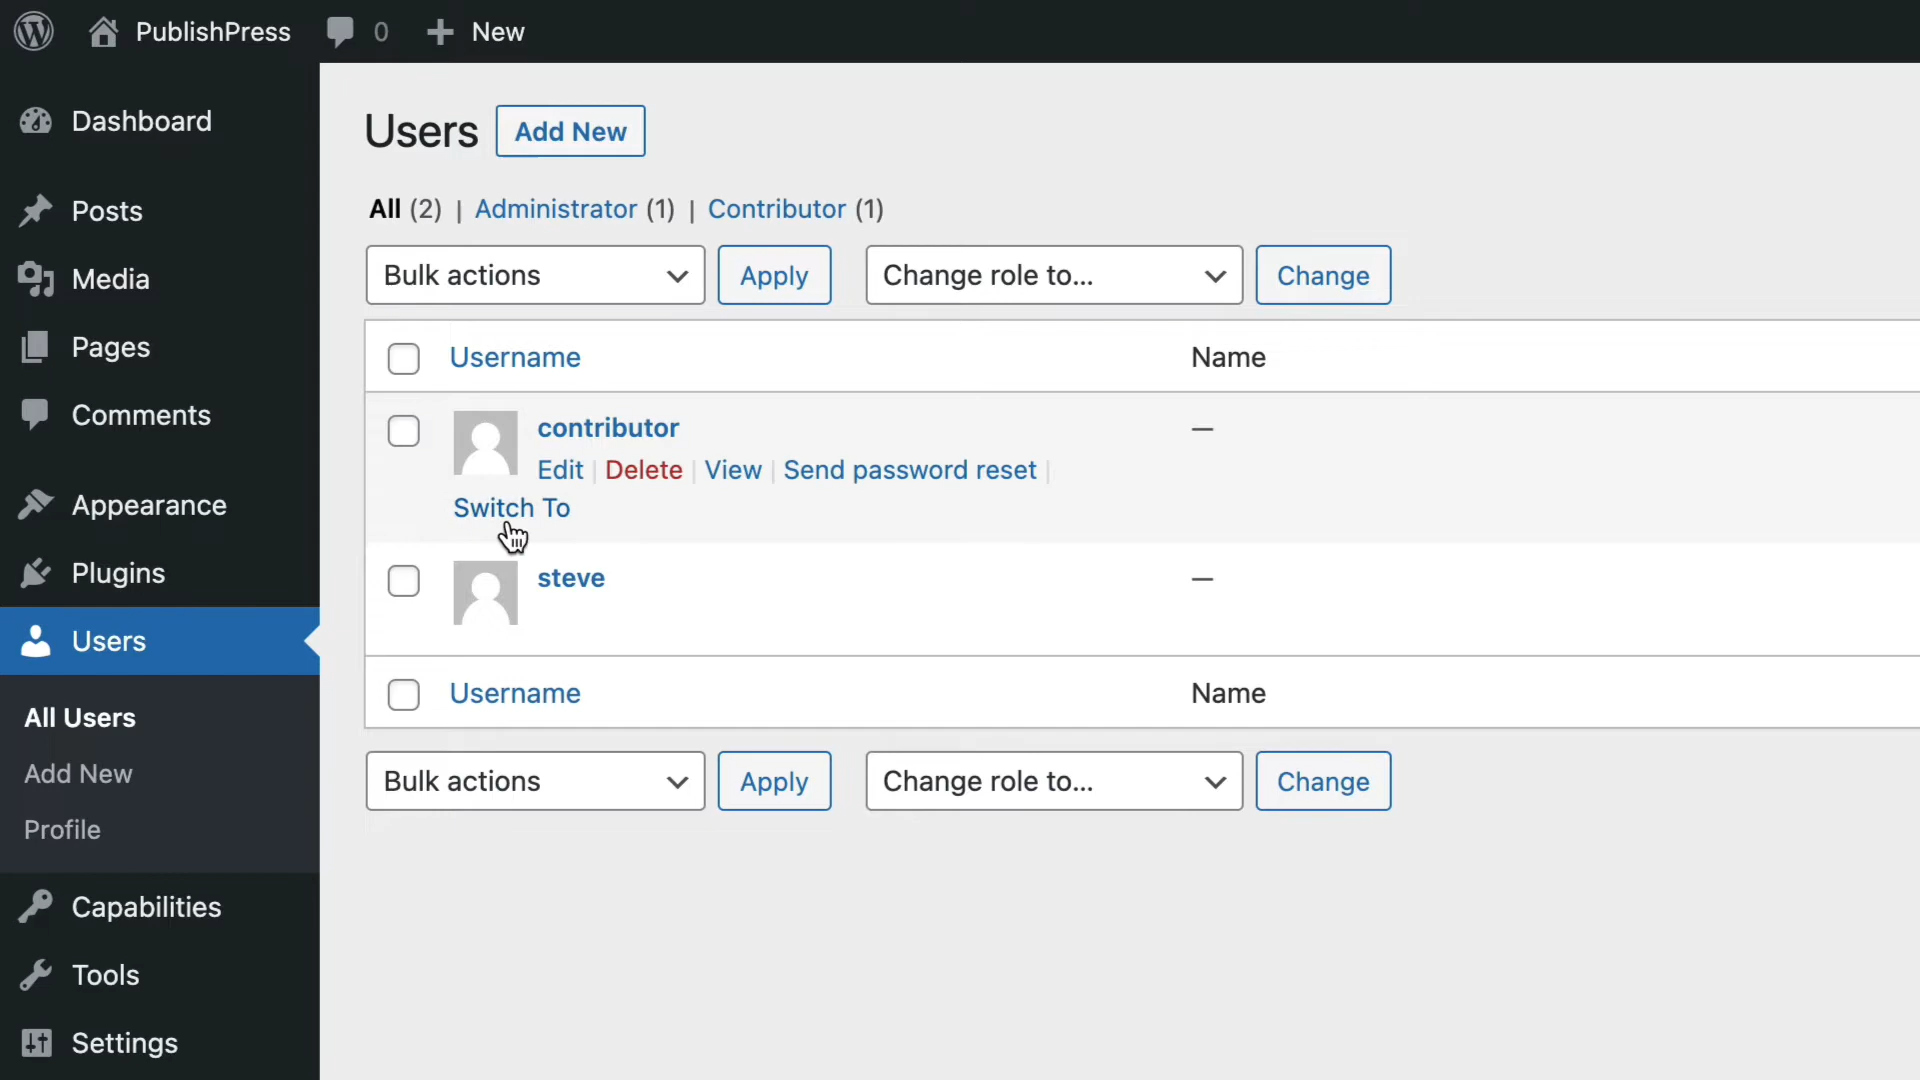 PublishPress 0 New
Dashboard
Posts
Media
Pages
Comments
Appearance
Plugins
Users
All Users
Add New
Profile
Capabilities
Tools
Settings
Users Add New
All (2) | Administrator (1) | Contributor (1)
Bulk actions Apply Change role to... Change
Username Name
contributor —
Edit | Delete | View | Send password reset |
Switch To
steve —
Username Name
Bulk actions Apply Change role to... Change